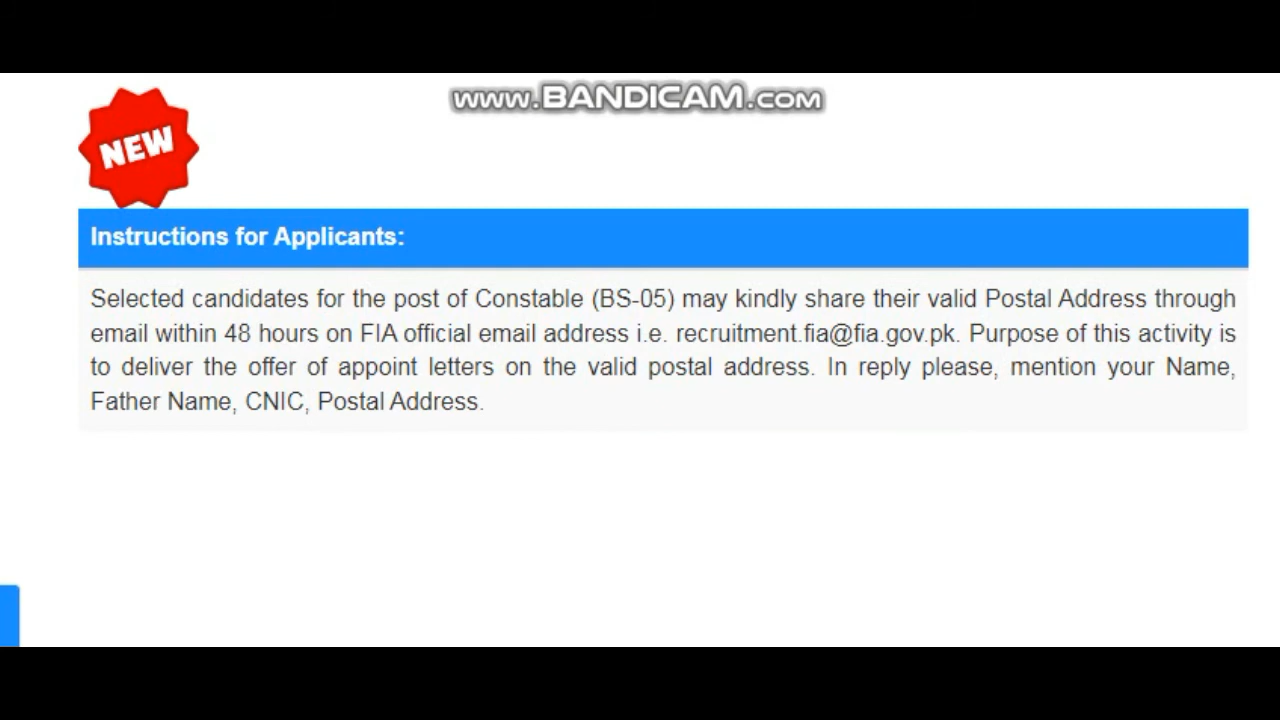 www.BANDICAM.com
NEW
Instructions for Applicants:
Selected candidates for the post of Constable (BS-05) may kindly share their valid Postal Address through
email within 48 hours on FIA official email address i.e. recruitment.fia@fia.gov.pk. Purpose of this activity is
to deliver the offer of appoint letters on the valid postal address. In reply please, mention your Name,
Father Name, CNIC, Postal Address.